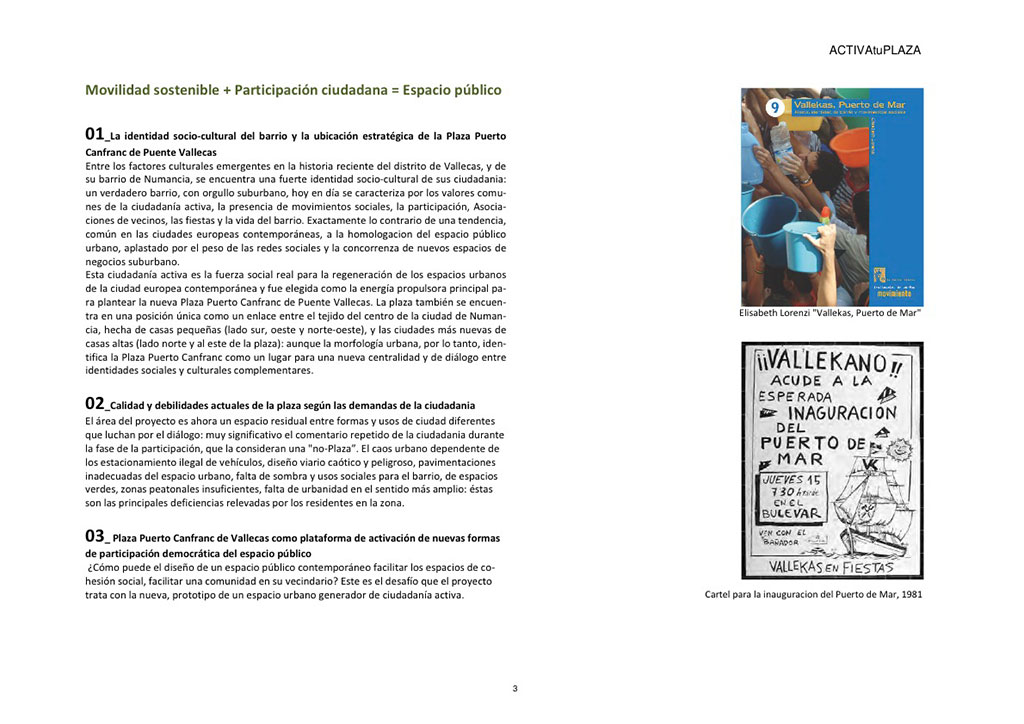 ACTIVAtuPLAZA
Movilidad sostenible + Participación ciudadana = Espacio público
01_La identidad socio-cultural del barrio y la ubicación estratégica de la Plaza Puerto
Canfranc de Puente Vallecas
Entre los factores culturales emergentes en la historia reciente del distrito de Vallecas, y de
su barrio de Numancia, se encuentra una fuerte identidad socio-cultural de sus ciudadania:
un verdadero barrio, con orgullo suburbano, hoy en día se caracteriza por los valores comu-
nes de la ciudadanía activa, la presencia de movimientos sociales, la participación, Asocia-
ciones de vecinos, las fiestas y la vida del barrio. Exactamente lo contrario de una tendencia,
común en las ciudades europeas contemporáneas, a la homologacion del espacio público
urbano, aplastado por el peso de las redes sociales y la concorrenza de nuevos espacios de
negocios suburbano.
Esta ciudadanía activa es la fuerza social real para la regeneración de los espacios urbanos
de la ciudad europea contemporánea y fue elegida como la energía propulsora principal pa-
ra plantear la nueva Plaza Puerto Canfranc de Puente Vallecas. La plaza también se encuen-
tra en una posición única como un enlace entre el tejido del centro de la ciudad de Numan-
cia, hecha de casas pequeñas (lado sur, oeste y norte-oeste), y las ciudades más nuevas de
casas altas (lado norte y al este de la plaza): aunque la morfología urbana, por lo tanto, iden-
tifica la Plaza Puerto Canfranc como un lugar para una nueva centralidad y de diálogo entre
identidades sociales y culturales complementares.
02_Calidad y debilidades actuales de la plaza según las demandas de la ciudadania
El área del proyecto es ahora un espacio residual entre formas y usos de ciudad diferentes
que luchan por el diálogo: muy significativo el comentario repetido de la ciudadania durante
la fase de la participación, que la consideran una "no-Plaza”. El caos urbano dependente de
los estacionamiento ilegal de vehículos, diseño viario caótico y peligroso, pavimentaciones
inadecuadas del espacio urbano, falta de sombra y usos sociales para el barrio, de espacios
verdes, zonas peatonales insuficientes, falta de urbanidad en el sentido más amplio: éstas
son las principales deficiencias relevadas por los residentes en la zona.
03_ Plaza Puerto Canfranc de Vallecas como plataforma de activación de nuevas formas
de participación democrática del espacio público
¿Cómo puede el diseño de un espacio público contemporáneo facilitar los espacios de co-
hesión social, facilitar una comunidad en su vecindario? Este es el desafío que el proyecto
trata con la nueva, prototipo de un espacio urbano generador de ciudadanía activa.
9
Vallekas, Puerto de Mar
movimiento
Elisabeth Lorenzi "Vallekas, Puerto de Mar"
¡¡VALLEKANO!!
ACUDE A LA
ESPERADA
INAGURACION
DEL
PUERTO DE
MAR
VK
JUEVES 15
7 30 h tarde
EN EL
BULEVAR
VEN CON EL
BAÑADOR
VALLEKAS EN FIESTAS
Cartel para la inauguracion del Puerto de Mar, 1981
3